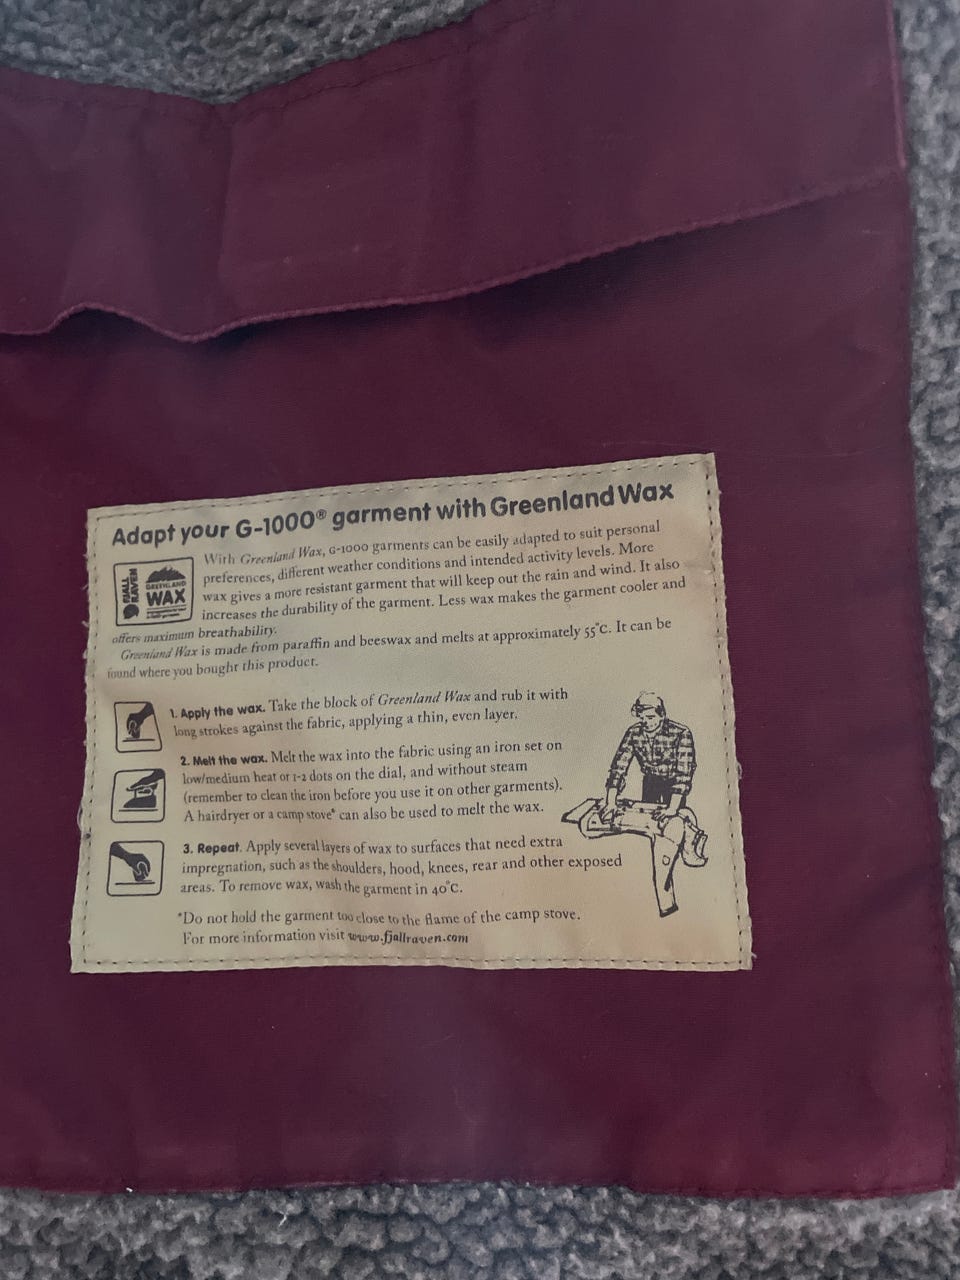 Adapt your G-1000® garment with Greenland Wax
FJÄLL
RÄVEN
GREENLAND
WAX
With Greenland Wax, G-1000 garments can be easily adapted to suit personal
preferences, different weather conditions and intended activity levels. More
wax gives a more resistant garment that will keep out the rain and wind. It also
increases the durability of the garment. Less wax makes the garment cooler and
offers maximum breathability.
Greenland Wax is made from paraffin and beeswax and melts at approximately 55°C. It can be
found where you bought this product.
1. Apply the wax. Take the block of Greenland Wax and rub it with
long strokes against the fabric, applying a thin, even layer.
2. Melt the wax. Melt the wax into the fabric using an iron set on
low/medium heat or 1-2 dots on the dial, and without steam
(remember to clean the iron before you use it on other garments).
A hairdryer or a camp stove* can also be used to melt the wax.
3. Repeat. Apply several layers of wax to surfaces that need extra
impregnation, such as the shoulders, hood, knees, rear and other exposed
areas. To remove wax, wash the garment in 40°C.
*Do not hold the garment too close to the flame of the camp stove.
For more information visit www.fjallraven.com